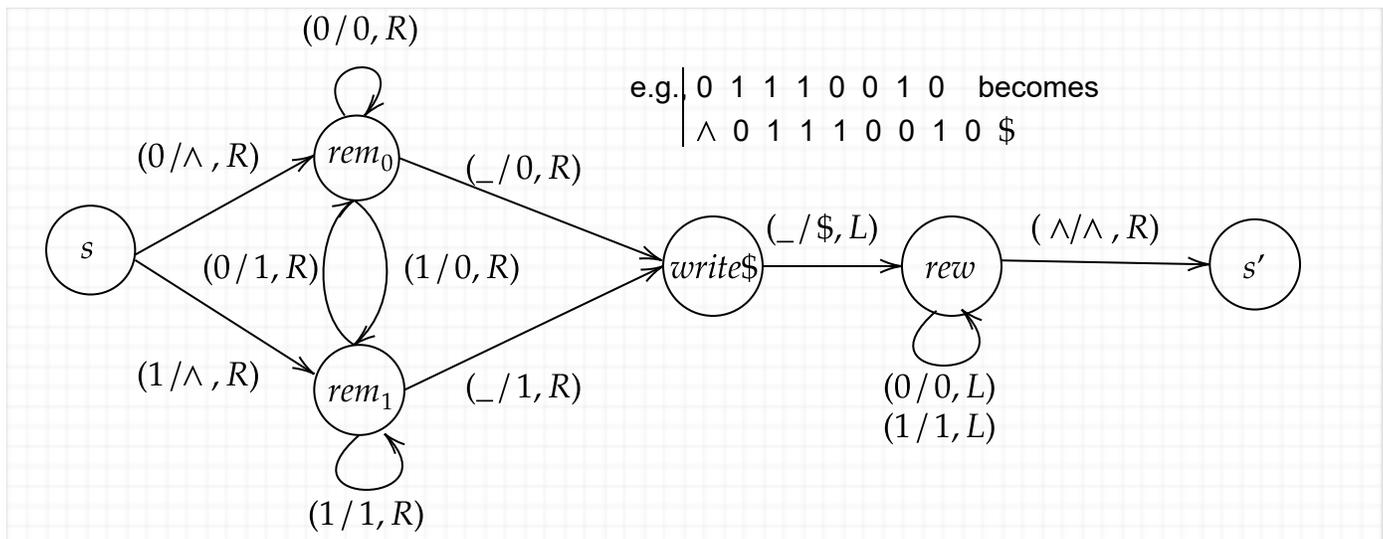 (0 / 0, R)
e.g., 0 1 1 1 0 0 1 0 becomes
∧ 0 1 1 1 0 0 1 0 $
(0 /∧ , R)
rem₀
(_ / 0, R)
s
(0 / 1, R)
(1 / 0, R)
write$
(_ / $, L)
rew
( ∧/∧ , R)
s′
(1 /∧ , R)
rem₁
(_ / 1, R)
(0 / 0, L)
(1 / 1, L)
(1 / 1, R)